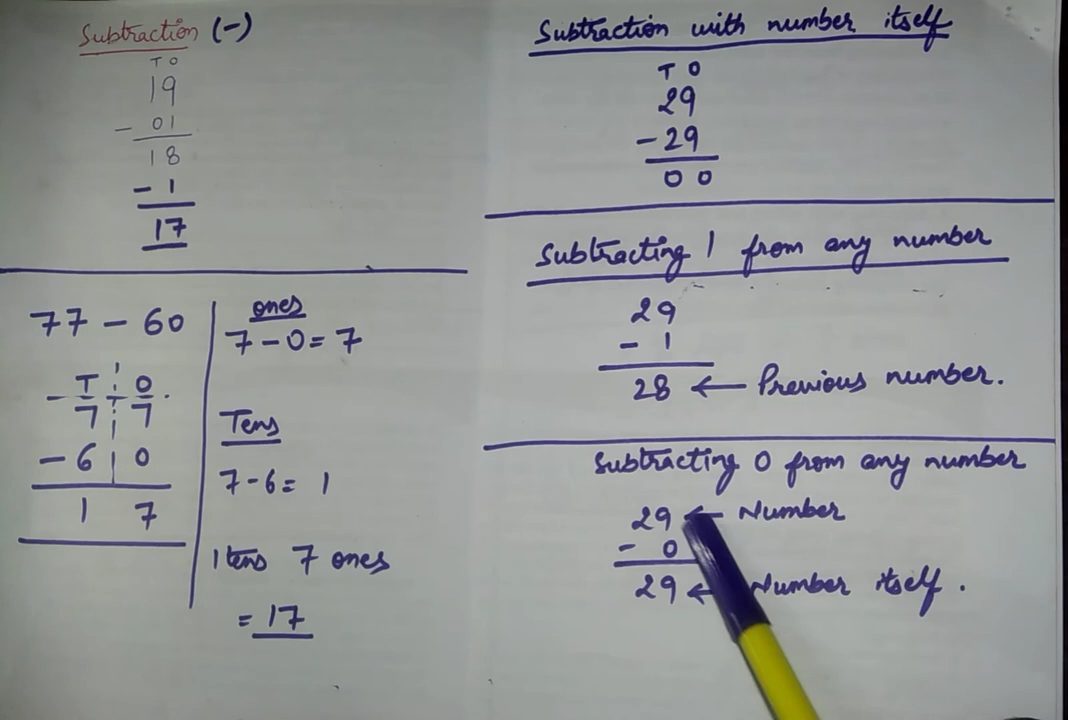 Subtraction (-)
T O
19
- 01
18
- 1
17
77 - 60
T O
7 7
- 6 0
1 7
ones
7 - 0 = 7
Tens
7 - 6 = 1
1 tens 7 ones
= 17
Subtraction with number itself
T O
29
- 29
0 0
Subtracting 1 from any number
29
- 1
28 ← Previous number.
Subtracting 0 from any number
29 ← Number
- 0
29 ← Number itself.